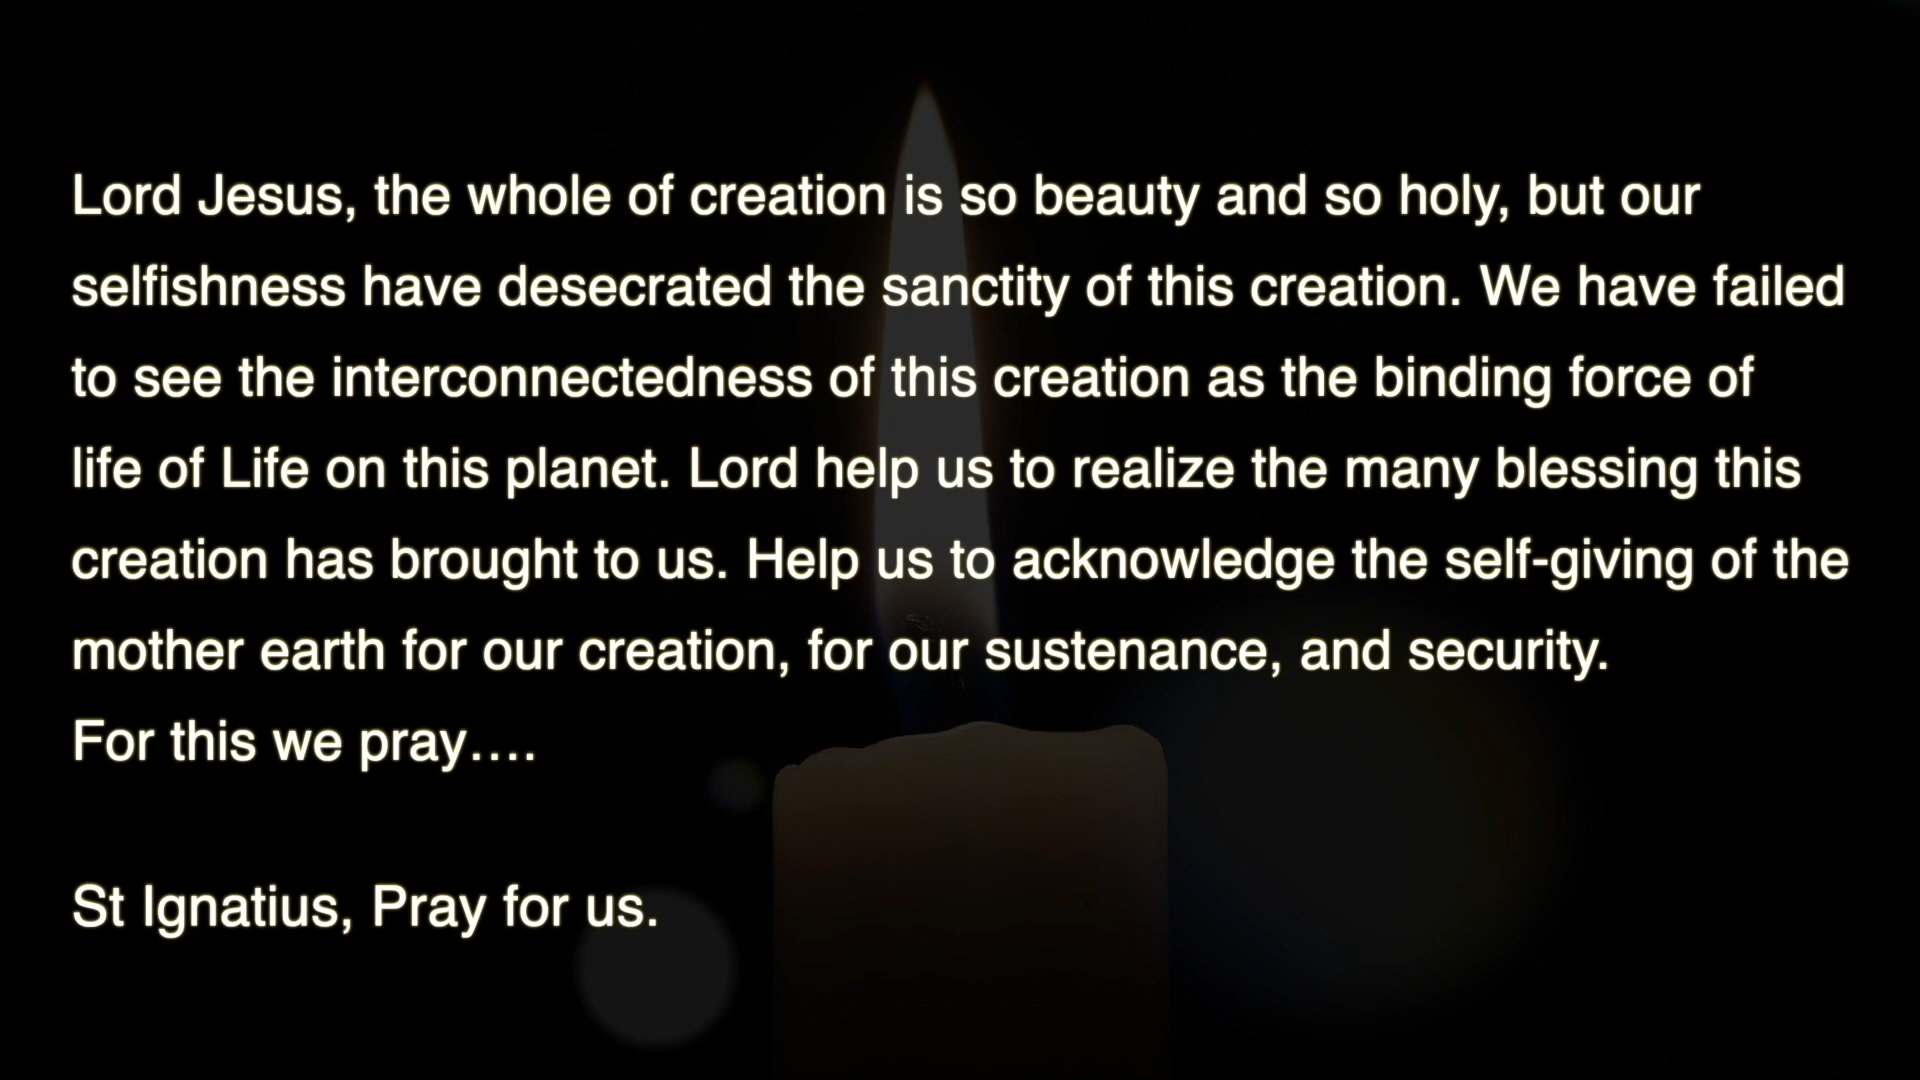 Lord Jesus, the whole of creation is so beauty and so holy, but our
selfishness have desecrated the sanctity of this creation. We have failed
to see the interconnectedness of this creation as the binding force of
life of Life on this planet. Lord help us to realize the many blessing this
creation has brought to us. Help us to acknowledge the self-giving of the
mother earth for our creation, for our sustenance, and security.
For this we pray….
St Ignatius, Pray for us.